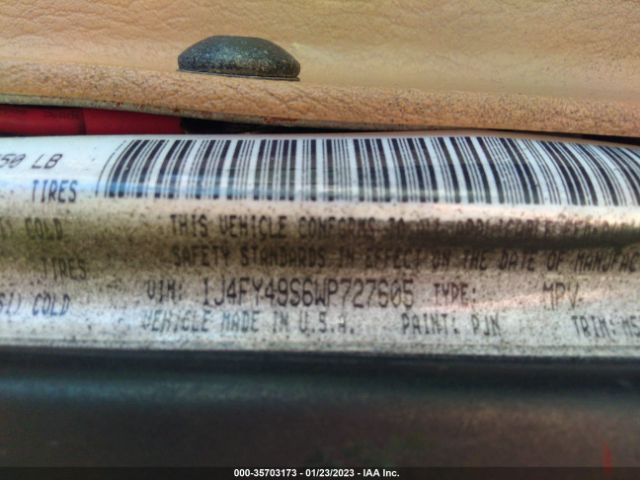 50 LB
TIRES
COLD
THIS VEHICLE CONFORMS TO ALL APPLICABLE FEDERAL
SAFETY STANDARDS IN EFFECT ON THE DATE OF MANUFAC
TIRES
VIN: 1J4FY49S6WP727605 TYPE: MPV
SI) COLD
VEHICLE MADE IN U.S.A. PAINT: PJK TRIM:
000-35703173 - 01/23/2023 - IAA Inc.